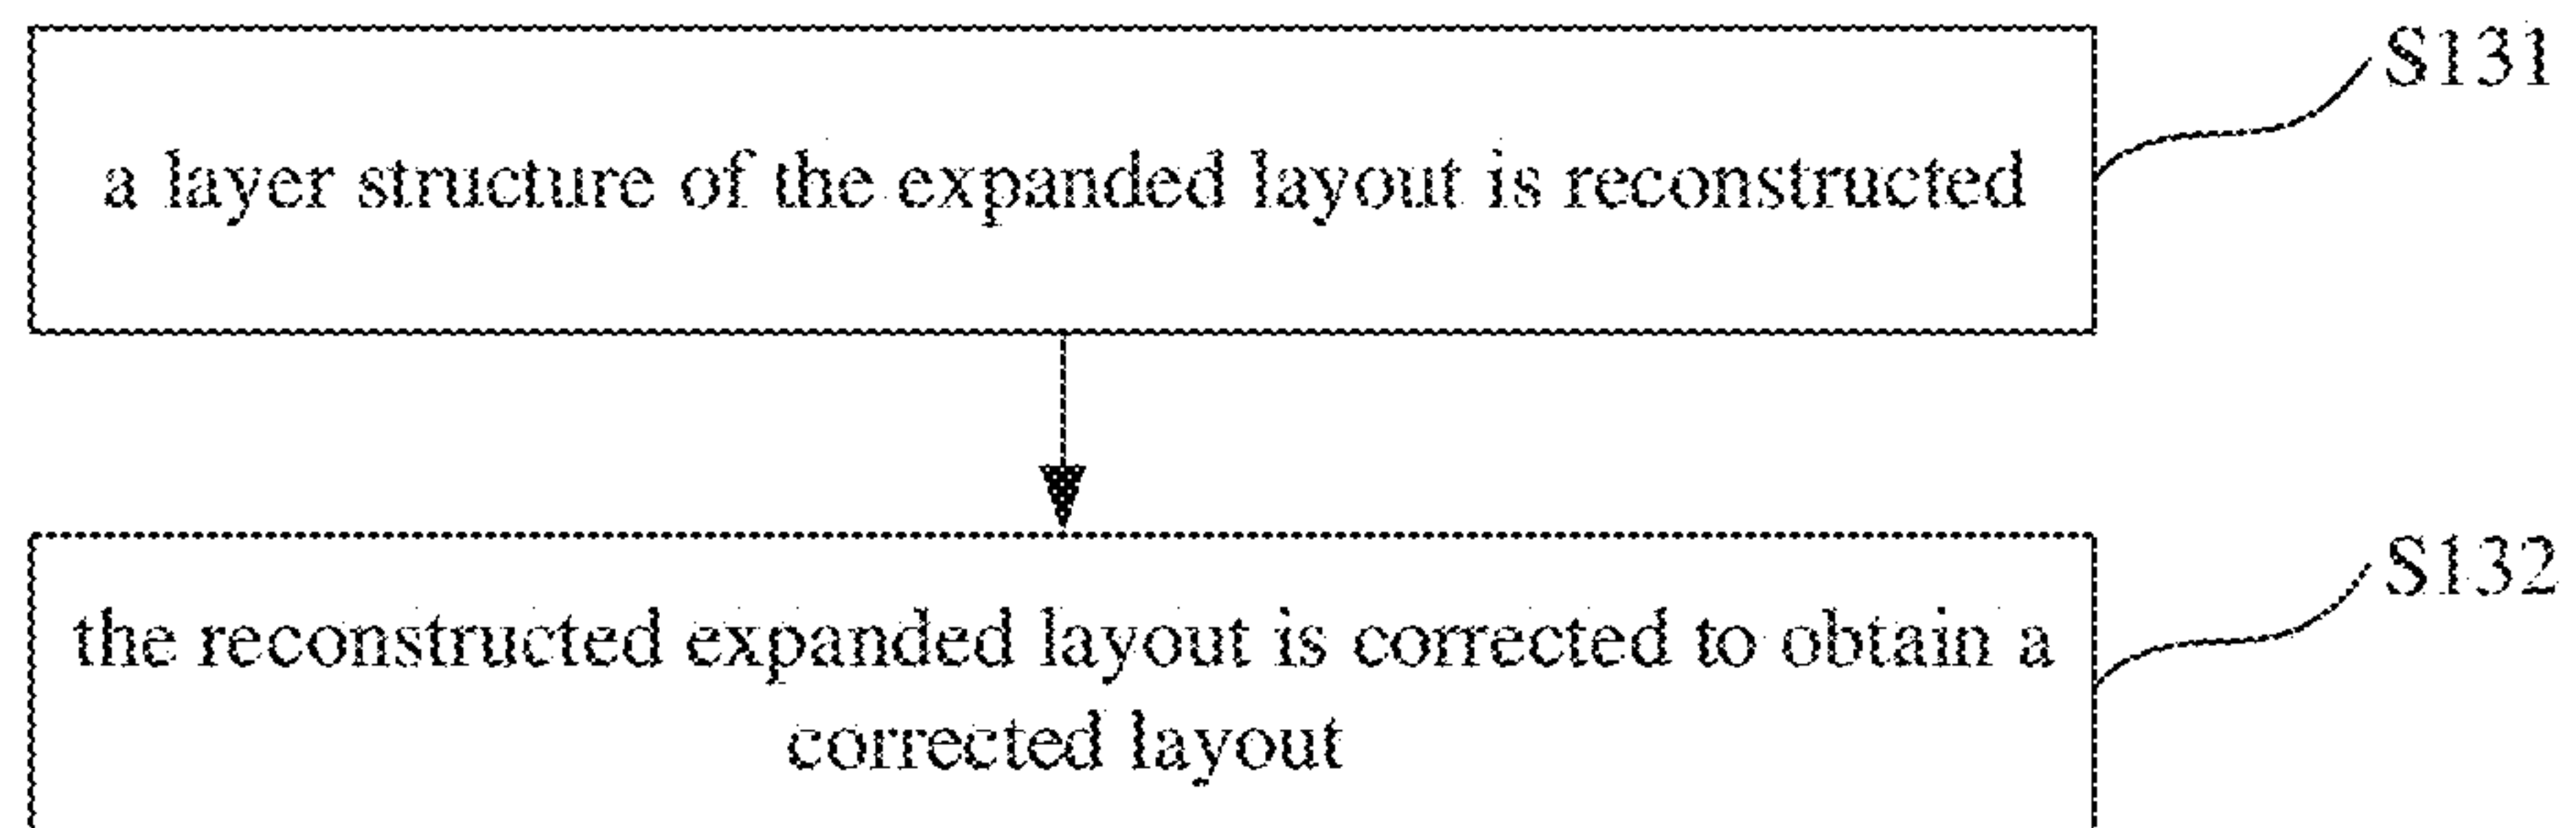 S131
a layer structure of the expanded layout is reconstructed
S132
the reconstructed expanded layout is corrected to obtain a
corrected layout